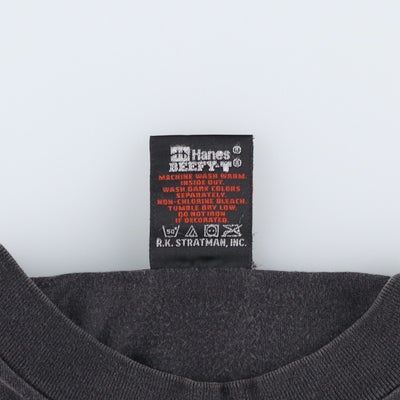 Hanes®
BEEFY-T®
MACHINE WASH WARM.
INSIDE OUT.
WASH DARK COLORS
SEPARATELY.
NON-CHLORINE BLEACH.
TUMBLE DRY LOW.
DO NOT IRON
IF DECORATED.
50°
R.K. STRATMAN, INC.